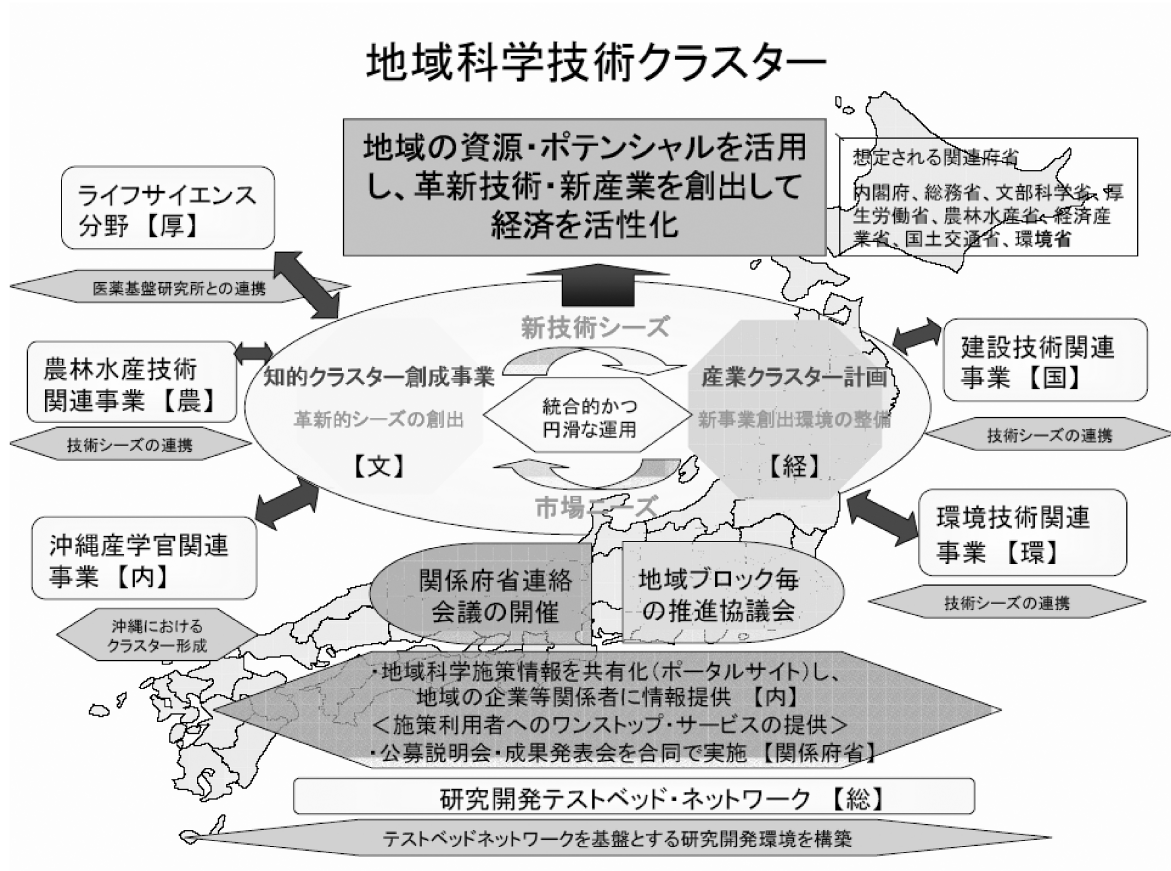 地域科学技術クラスター
地域の資源・ポテンシャルを活用
し、革新技術・新産業を創出して
経済を活性化
想定される関連府省
内閣府、総務省、文部科学省、厚
生労働省、農林水産省、経済産
業省、国土交通省、環境省
ライフサイエンス
分野 【厚】
医薬基盤研究所との連携
農林水産技術
関連事業 【農】
技術シーズの連携
沖縄産学官関連
事業 【内】
沖縄における
クラスター形成
新技術シーズ
知的クラスター創成事業
革新的シーズの創出
【文】
統合的かつ
円滑な運用
産業クラスター計画
新事業創出環境の整備
【経】
市場ニーズ
建設技術関連
事業 【国】
技術シーズの連携
環境技術関連
事業 【環】
技術シーズの連携
関係府省連絡
会議の開催
地域ブロック毎
の推進協議会
・地域科学施策情報を共有化(ポータルサイト)し、
地域の企業等関係者に情報提供 【内】
<施策利用者へのワンストップ・サービスの提供>
・公募説明会・成果発表会を合同で実施 【関係府省】
研究開発テストベッド・ネットワーク 【総】
テストベッドネットワークを基盤とする研究開発環境を構築